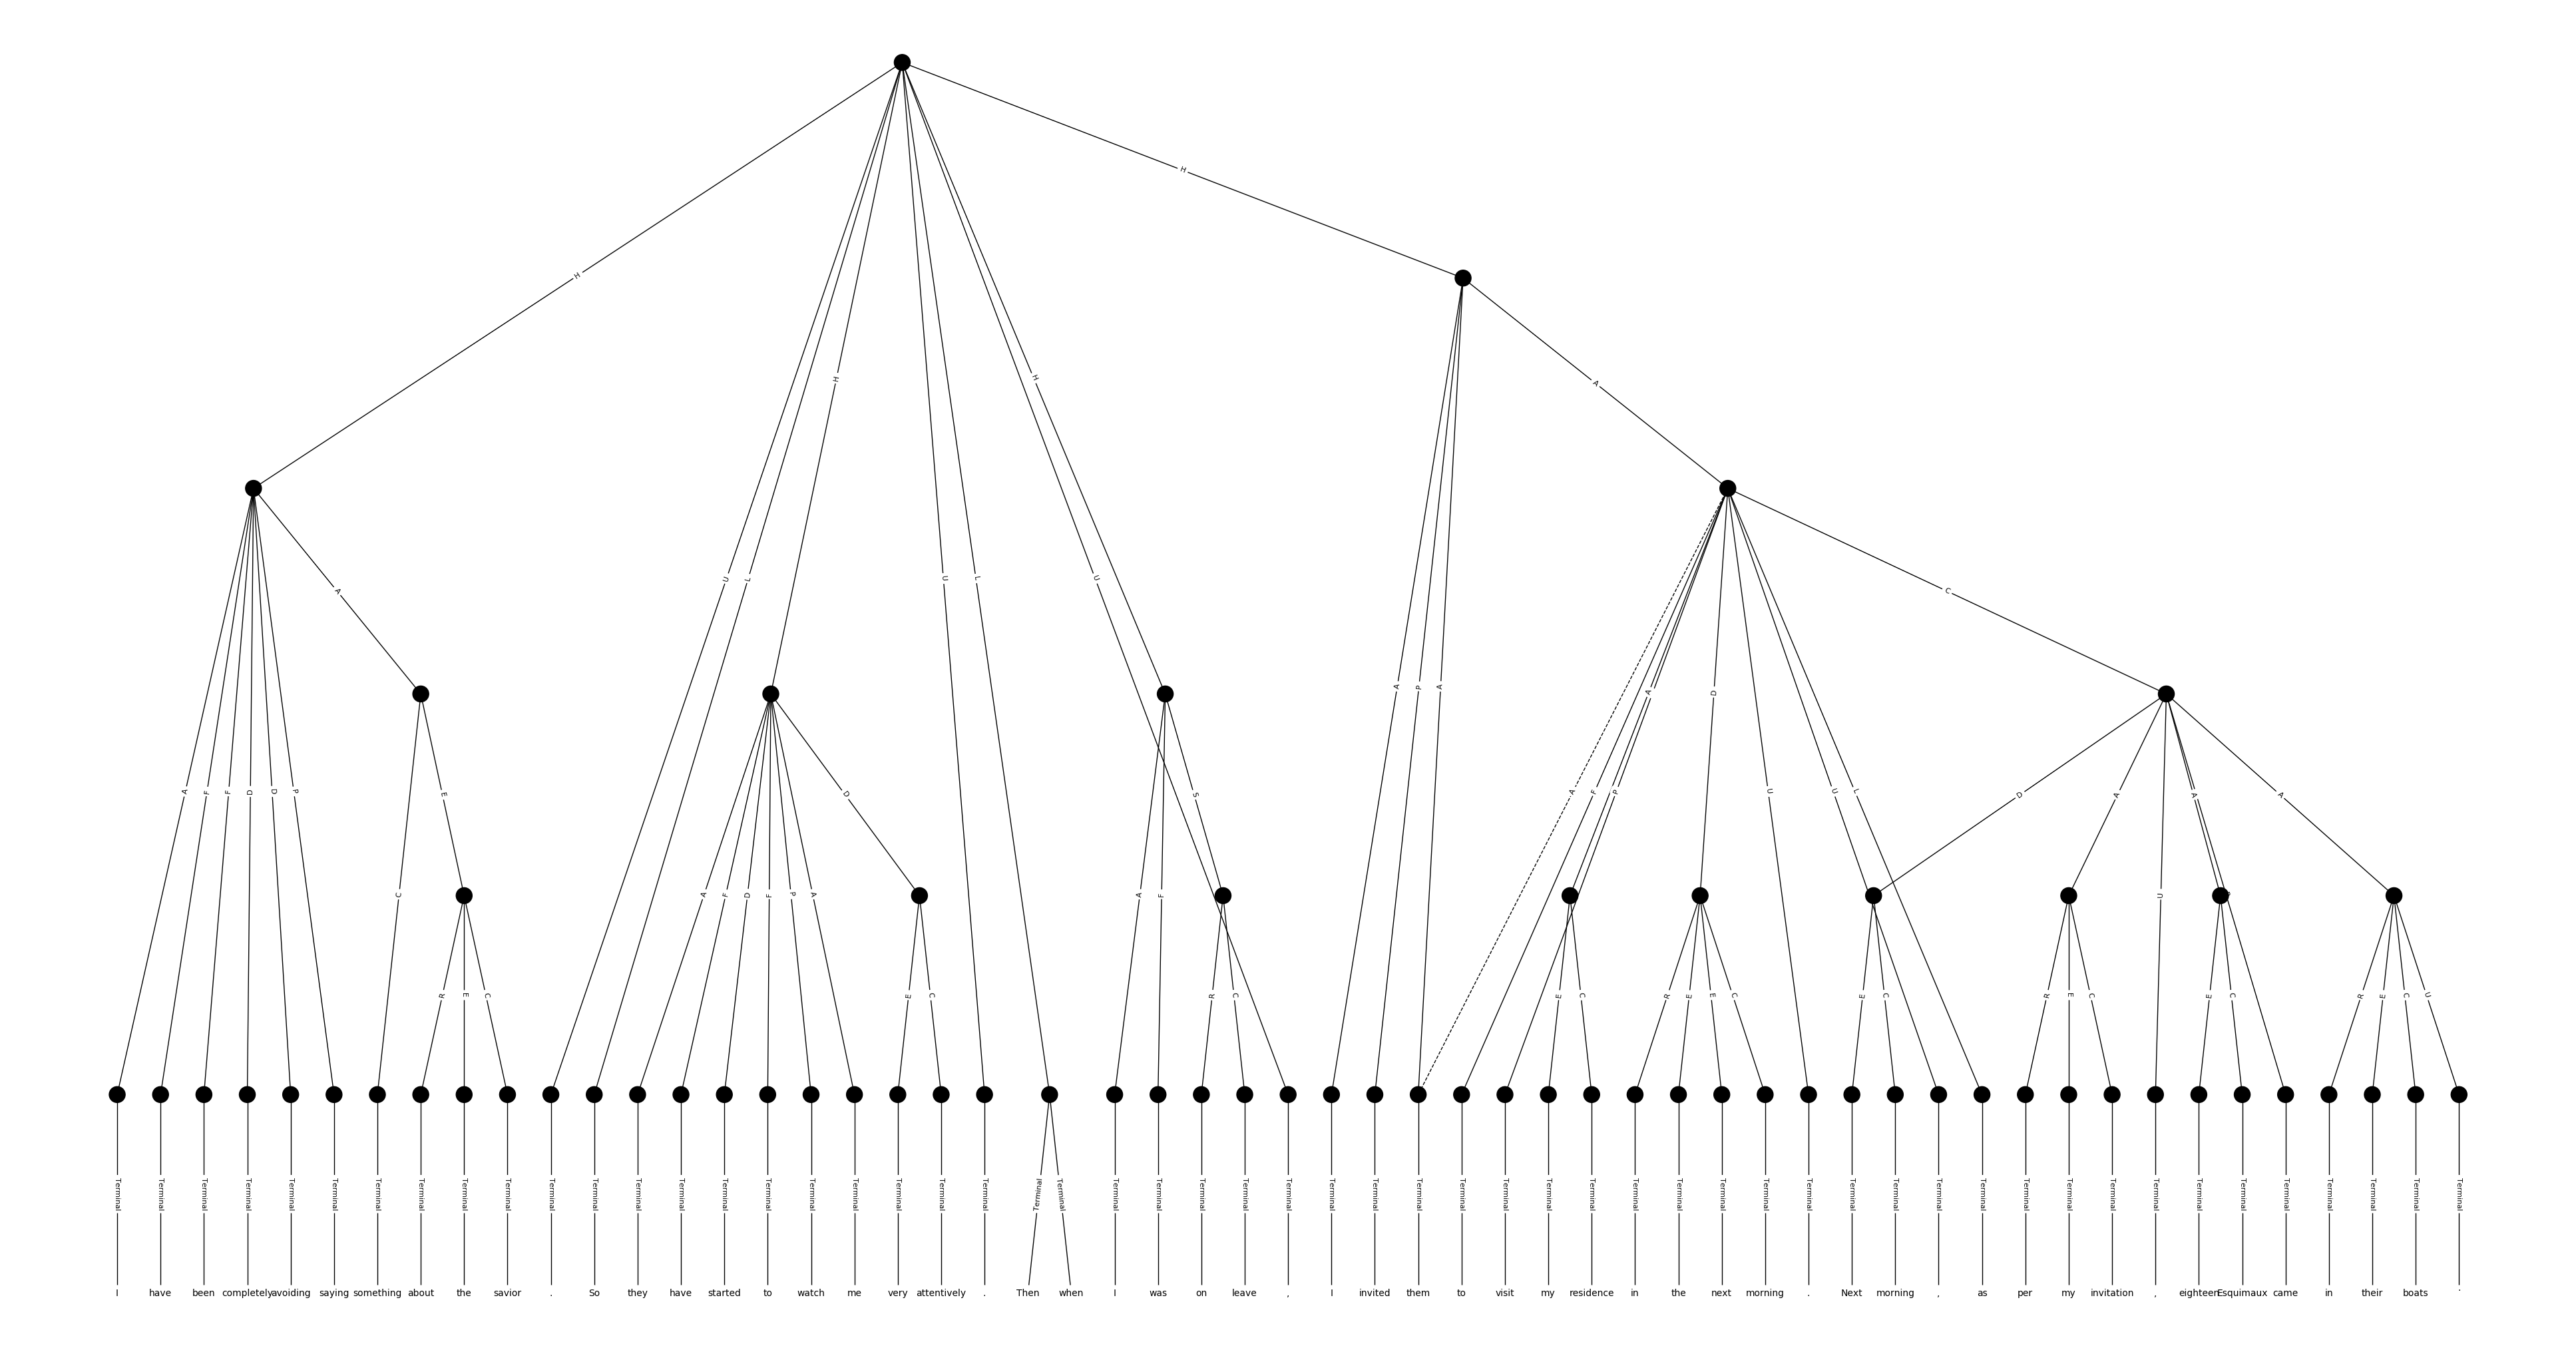 H
H
H
H
A
U
L
U
L
U
A
C
A
P
A
A
F
P
A
D
U
U
L
A
F
F
D
D
P
C
E
A
F
D
F
P
A
D
A
F
S
D
A
U
A
A
R
E
C
E
C
R
C
E
C
R
E
E
C
E
C
R
E
C
E
C
R
E
C
U
Terminal Terminal Terminal Terminal Terminal Terminal Terminal Terminal Terminal Terminal Terminal Terminal Terminal Terminal Terminal Terminal Terminal Terminal Terminal Terminal Terminal Terminal Terminal Terminal Terminal Terminal Terminal Terminal Terminal Terminal Terminal Terminal Terminal Terminal Terminal Terminal Terminal Terminal Terminal Terminal Terminal Terminal Terminal Terminal Terminal Terminal Terminal Terminal Terminal Terminal Terminal Terminal Terminal Terminal Terminal
I have been completely avoiding saying something about the savior . So they have started to watch me very attentively . Then when I was on leave , I invited them to visit my residence in the next morning . Next morning , as per my invitation , eighteen Esquimaux came in their boats .